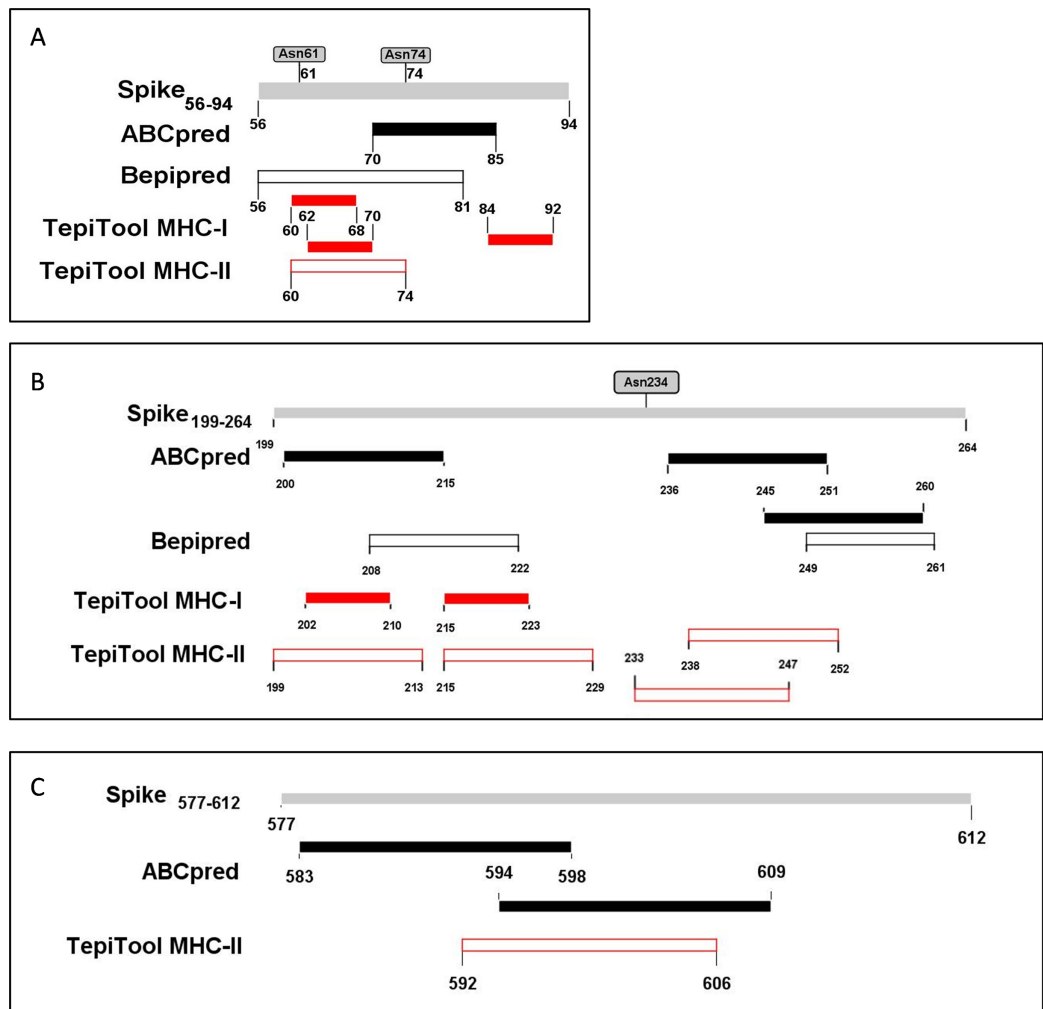 A
Asn61 Asn74
61 74
Spike56-94
56 94
ABCpred
70 85
Bepipred
56 81
62 70 84 92
TepiTool MHC-I
60 68
TepiTool MHC-II
60 74
B
Asn234
Spike199-264
199 264
ABCpred
200 215 236 245 251 260
Bepipred
208 222 249 261
TepiTool MHC-I
202 210 215 223
TepiTool MHC-II
233 238 247 252
199 213 215 229
C
Spike 577-612
577 612
ABCpred
583 594 598 609
TepiTool MHC-II
592 606